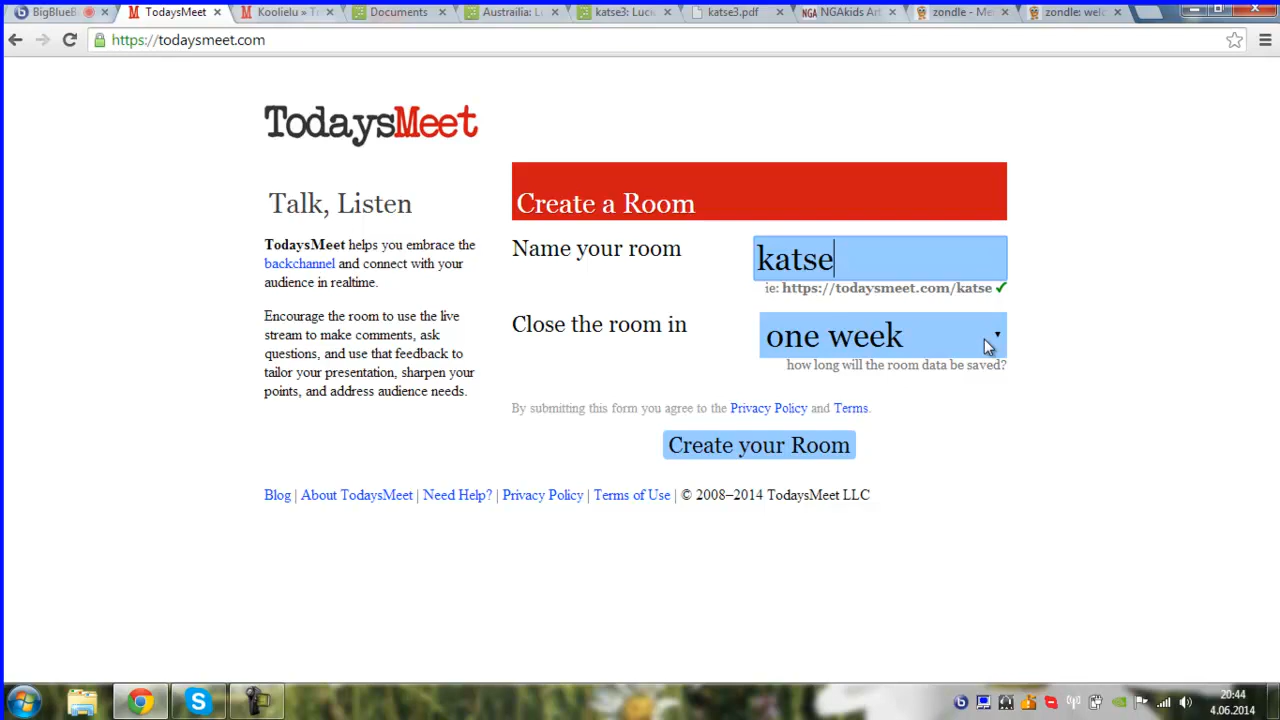 BigBlueB
TodaysMeet
Koolielu » Tr
Documents
Austrailia: L
katse3: Luci
katse3.pdf
NGAkids Art
zondle - Me
zondle: welc
https://todaysmeet.com
TodaysMeet
Talk, Listen
TodaysMeet helps you embrace the
backchannel and connect with your
audience in realtime.
Encourage the room to use the live
stream to make comments, ask
questions, and use that feedback to
tailor your presentation, sharpen your
points, and address audience needs.
Create a Room
Name your room
katse
ie: https://todaysmeet.com/katse ✓
Close the room in
one week
how long will the room data be saved?
By submitting this form you agree to the Privacy Policy and Terms.
Create your Room
Blog | About TodaysMeet | Need Help? | Privacy Policy | Terms of Use | © 2008–2014 TodaysMeet LLC
20:44
4.06.2014